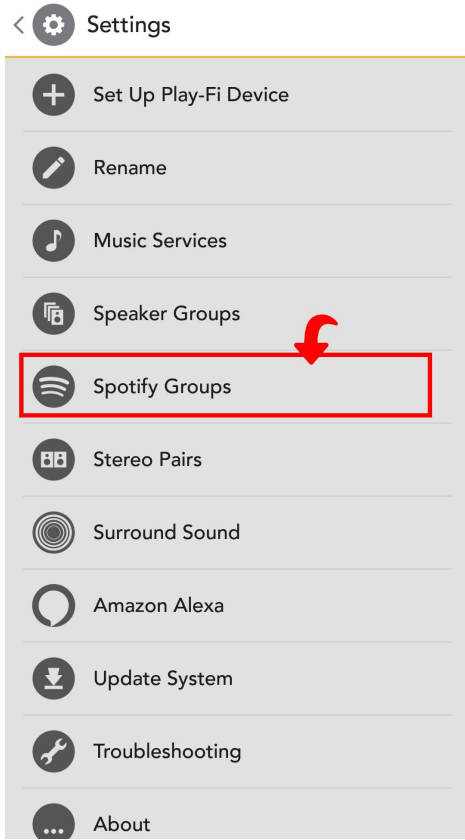 Settings
Set Up Play-Fi Device
Rename
Music Services
Speaker Groups
Spotify Groups
Stereo Pairs
Surround Sound
Amazon Alexa
Update System
Troubleshooting
About